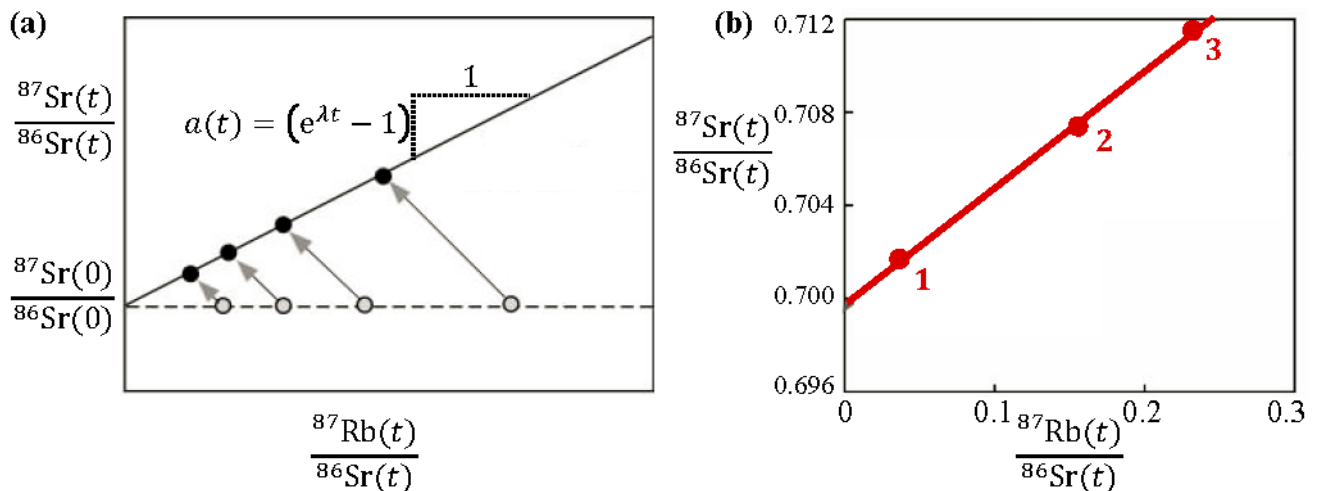 (a)
⁸⁷Sr(t)
⁸⁶Sr(t)
a(t) = (e^λt − 1)
1
⁸⁷Sr(0)
⁸⁶Sr(0)
⁸⁷Rb(t)
⁸⁶Sr(t)
(b)
⁸⁷Sr(t)
⁸⁶Sr(t)
0.712
0.708
0.704
0.700
0.696
1
2
3
0
0.1
0.2
0.3
⁸⁷Rb(t)
⁸⁶Sr(t)